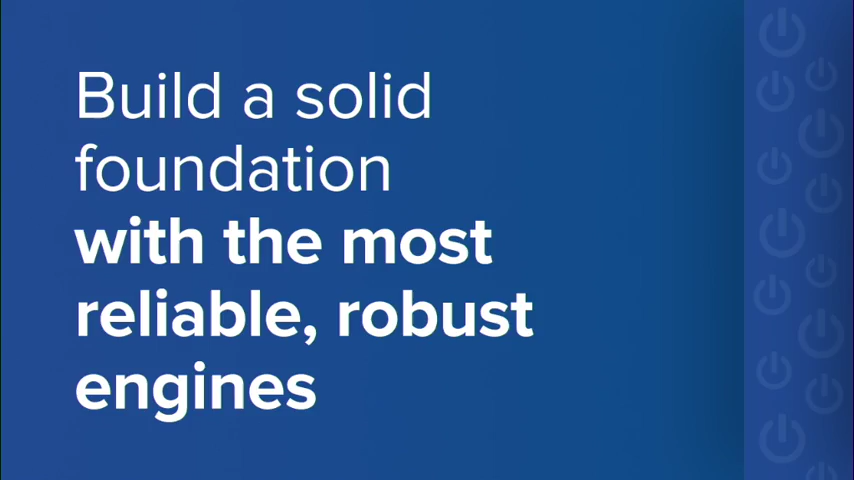 Build a solid
foundation
with the most
reliable, robust
engines